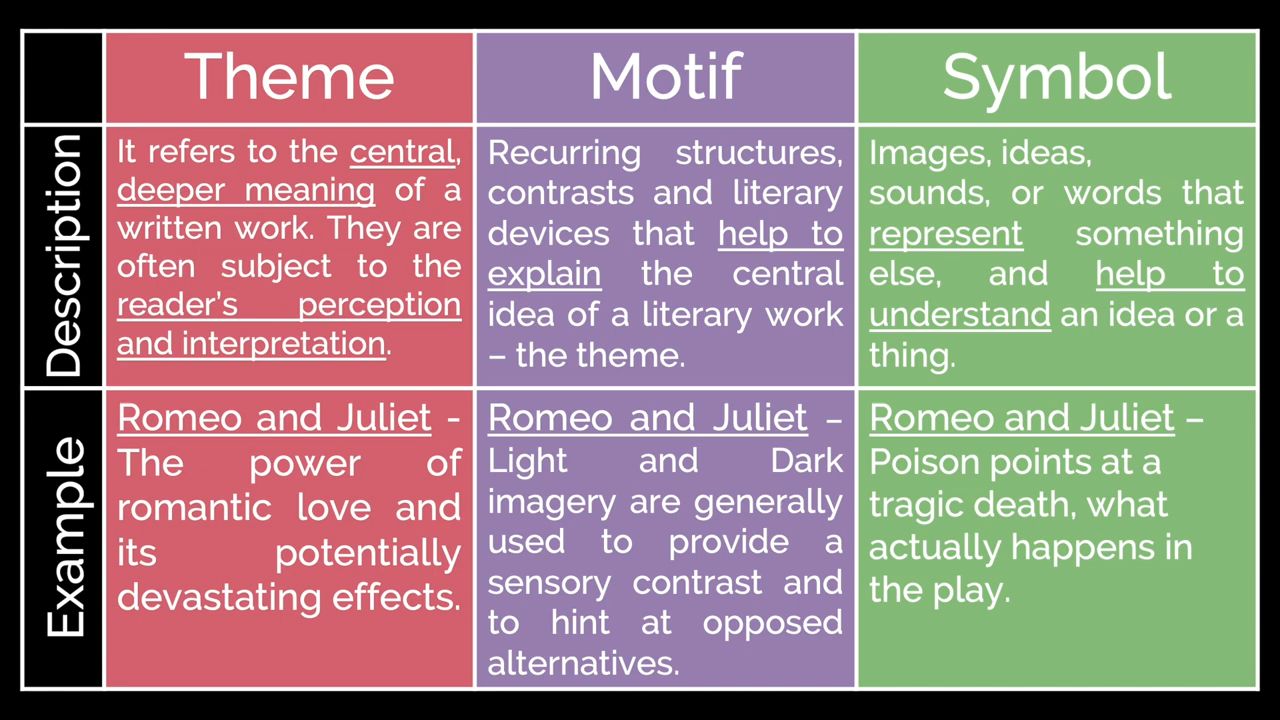 Theme
Motif
Symbol
Description
It refers to the central,
deeper meaning of a
written work. They are
often subject to the
reader's perception
and interpretation.
Recurring structures,
contrasts and literary
devices that help to
explain the central
idea of a literary work
– the theme.
Images, ideas,
sounds, or words that
represent something
else, and help to
understand an idea or a
thing.
Example
Romeo and Juliet -
The power of
romantic love and
its potentially
devastating effects.
Romeo and Juliet –
Light and Dark
imagery are generally
used to provide a
sensory contrast and
to hint at opposed
alternatives.
Romeo and Juliet –
Poison points at a
tragic death, what
actually happens in
the play.